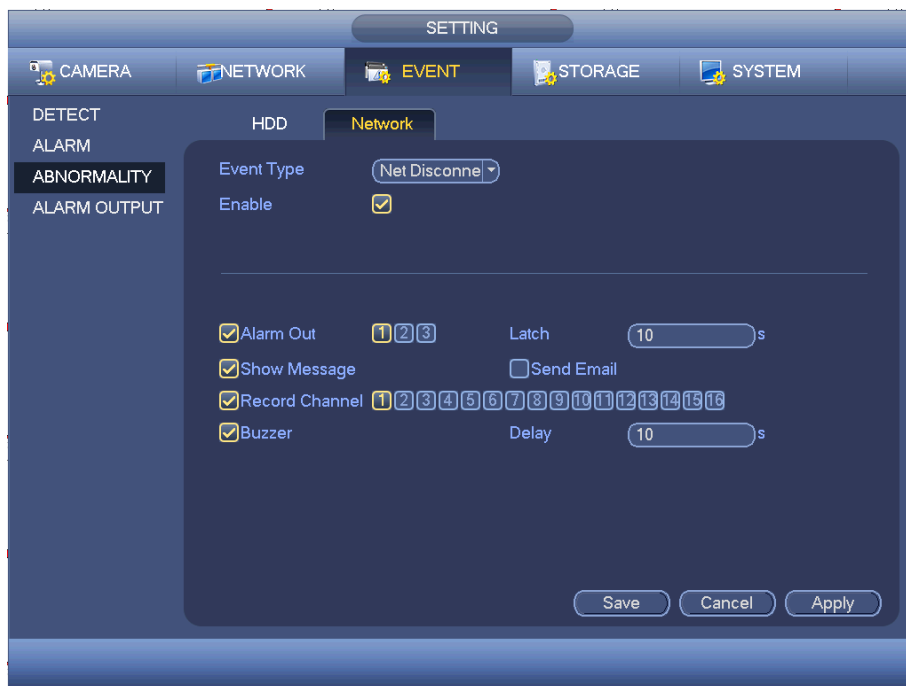 SETTING
CAMERA NETWORK EVENT STORAGE SYSTEM
DETECT
ALARM
ABNORMALITY
ALARM OUTPUT
HDD Network
Event Type Net Disconne
Enable
Alarm Out 1 2 3 Latch 10 s
Show Message Send Email
Record Channel 1 2 3 4 5 6 7 8 9 10 11 12 13 14 15 16
Buzzer Delay 10 s
Save Cancel Apply